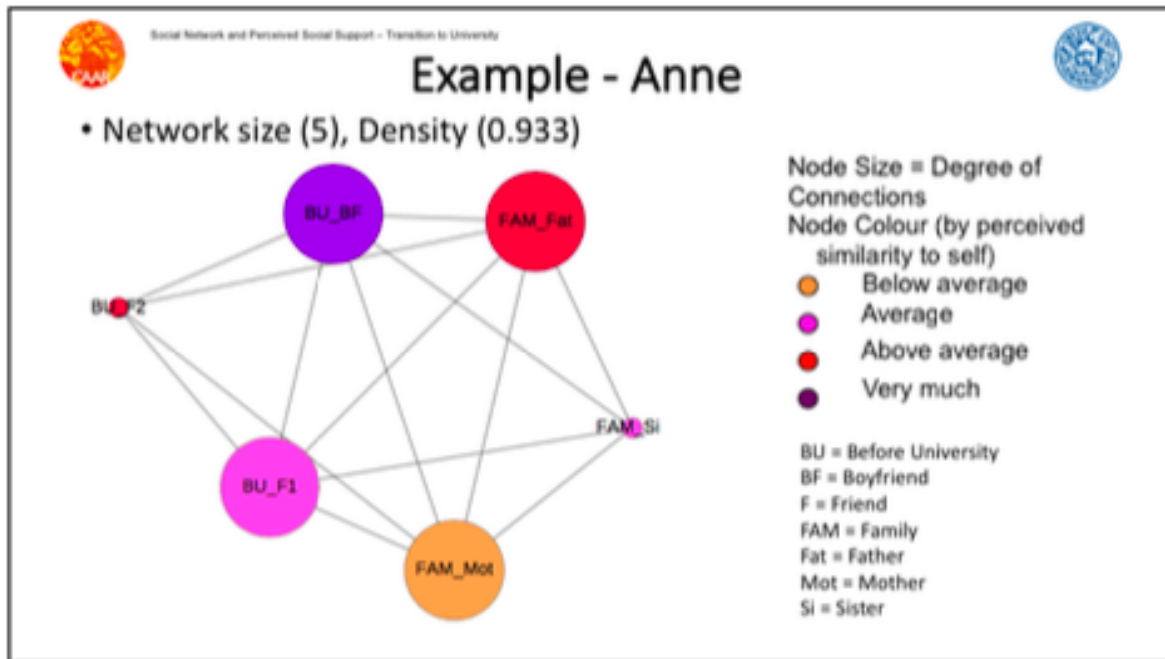 Social Network and Perceived Social Support – Transition to University
CAAR
Example - Anne
• Network size (5), Density (0.933)
BU_BF
FAM_Fat
BU_F2
FAM_Si
BU_F1
FAM_Mot
Node Size = Degree of
Connections
Node Colour (by perceived
similarity to self)
Below average
Average
Above average
Very much
BU = Before University
BF = Boyfriend
F = Friend
FAM = Family
Fat = Father
Mot = Mother
Si = Sister